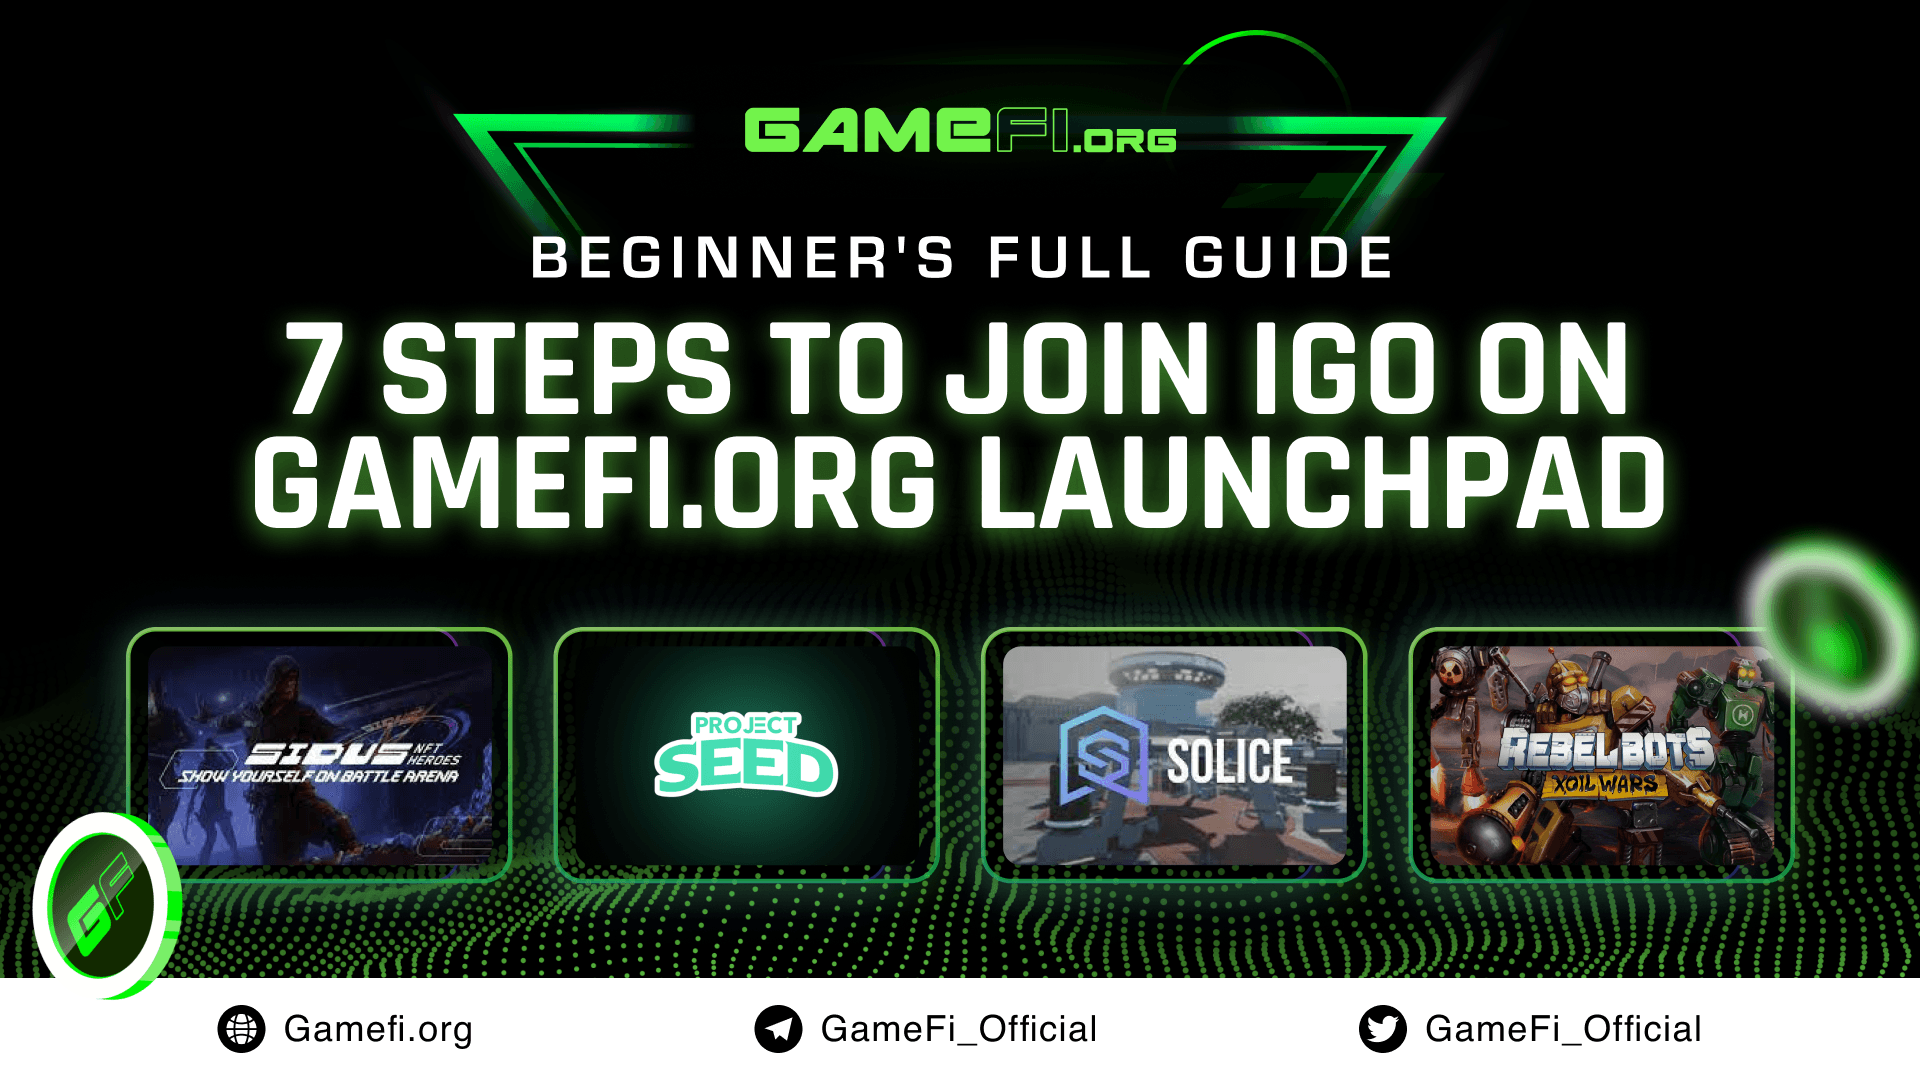 GAMEFI.ORG
BEGINNER'S FULL GUIDE
7 STEPS TO JOIN IGO ON
GAMEFI.ORG LAUNCHPAD
SIDUS NFT HEROES
SHOW YOURSELF ON BATTLE ARENA
PROJECT
SEED
SOLICE
REBEL BOTS
XOIL WARS
GF
Gamefi.org
GameFi_Official
GameFi_Official